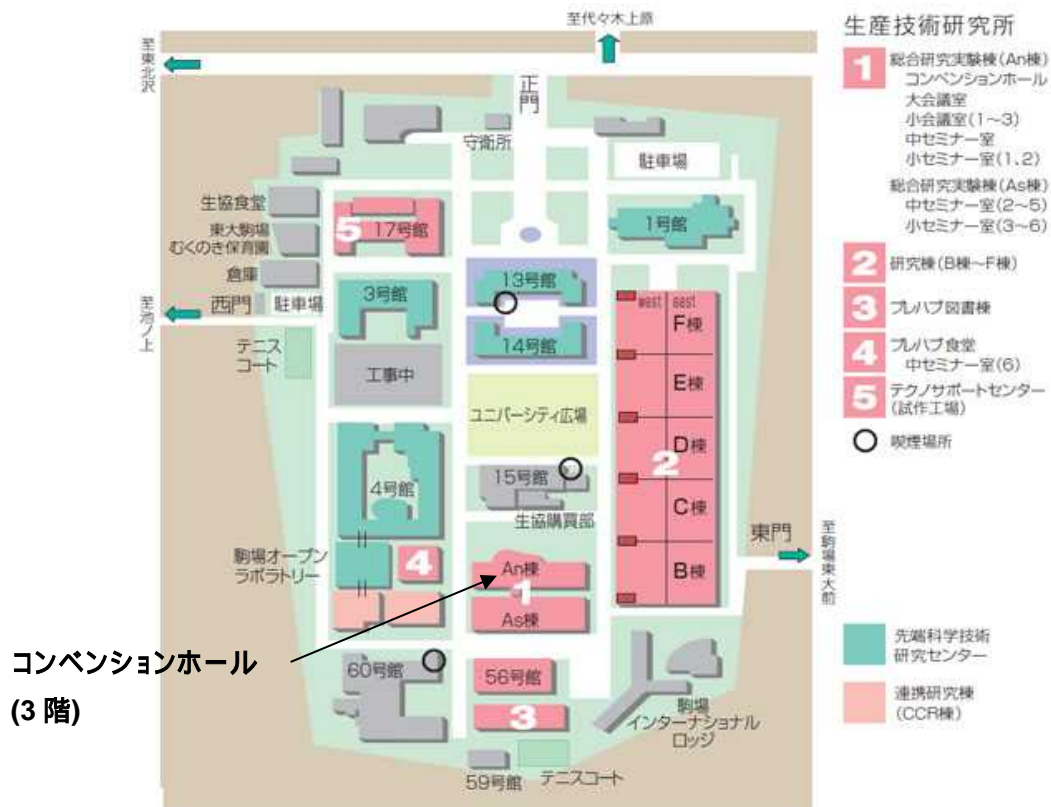 至代々木上原
至東北沢
正門
守衛所
駐車場
生協食堂
5
17号館
1号館
東大駒場
むくのき保育園
倉庫
13号館
3号館
西門
駐車場
至池ノ上
west
east
F棟
14号館
テニス
コート
工事中
E棟
ユニバーシティ広場
D棟
2
15号館
4号館
C棟
生協購買部
東門
至駒場東大前
駒場オープン
ラボラトリー
4
An棟
B棟
1
As棟
コンベンションホール
(3 階)
60号館
56号館
3
駒場
インターナショナル
ロッジ
59号館
テニスコート
生産技術研究所
1
総合研究実験棟(An棟)
コンベンションホール
大会議室
小会議室(1~3)
中セミナー室
小セミナー室(1、2)
総合研究実験棟(As棟)
中セミナー室(2~5)
小セミナー室(3~6)
2
研究棟(B棟~F棟)
3
プレハブ図書棟
4
プレハブ食堂
中セミナー室(6)
5
テクノサポートセンター
(試作工場)
喫煙場所
先端科学技術
研究センター
連携研究棟
(CCR棟)